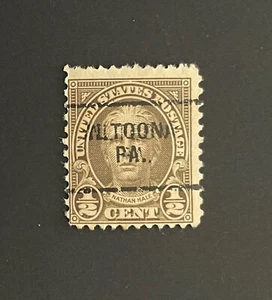 UNITED STATES POSTAGE
ALTOONA
PA.
NATHAN HALE
1/2 CENT 1/2